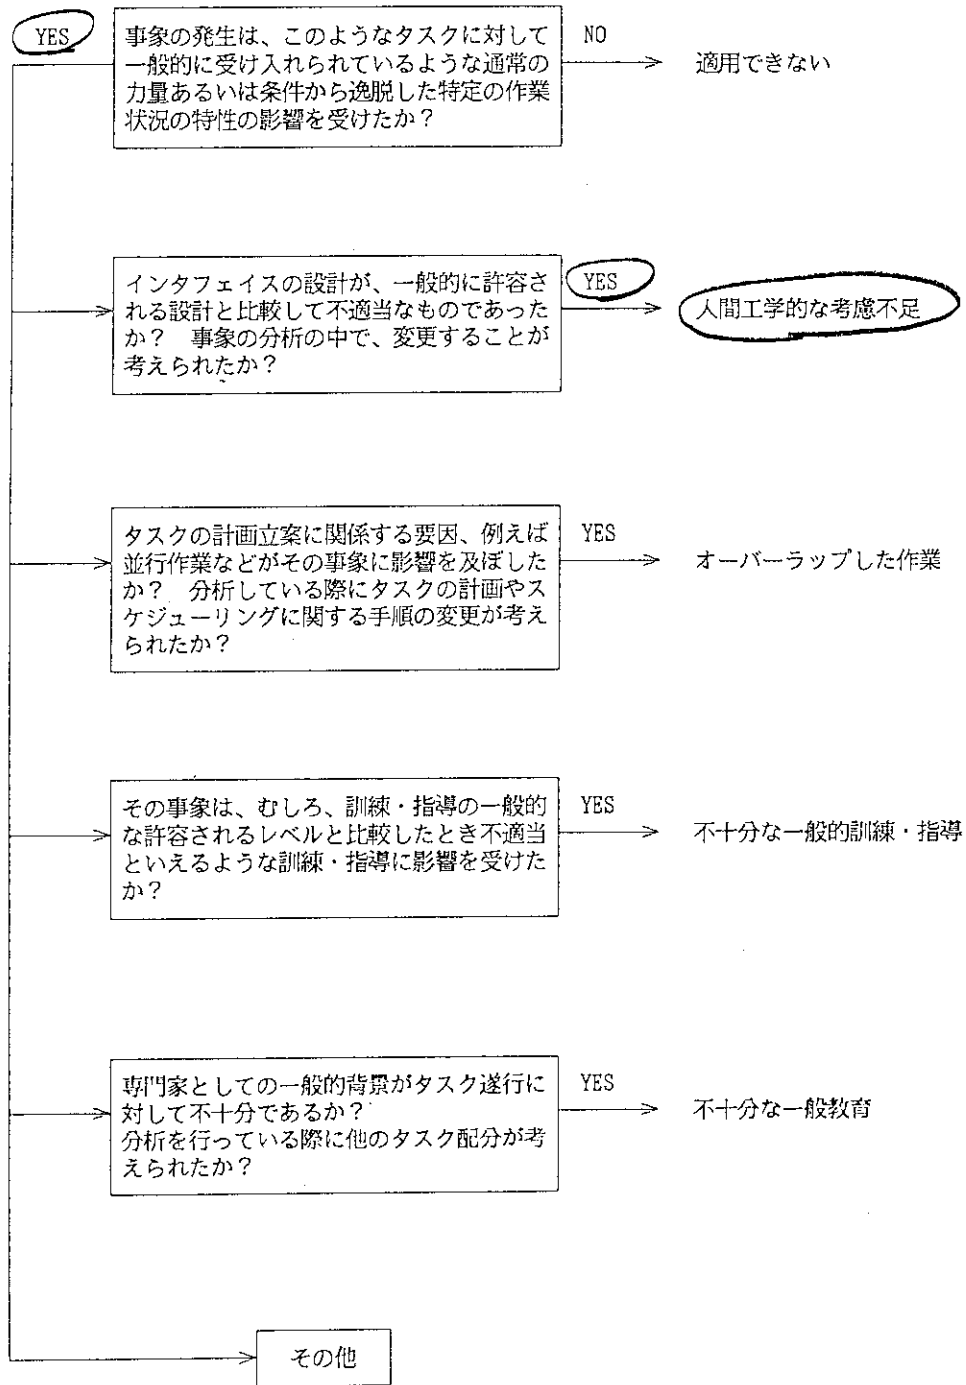 YES
事象の発生は、このようなタスクに対して
一般的に受け入れられているような通常の
力量あるいは条件から逸脱した特定の作業
状況の特性の影響を受けたか？
NO
適用できない
インタフェイスの設計が、一般的に許容さ
れる設計と比較して不適当なものであった
か？　事象の分析の中で、変更することが
考えられたか？
YES
人間工学的な考慮不足
タスクの計画立案に関係する要因、例えば
並行作業などがその事象に影響を及ぼした
か？　分析している際にタスクの計画やス
ケジューリングに関する手順の変更が考え
られたか？
YES
オーバーラップした作業
その事象は、むしろ、訓練・指導の一般的
な許容されるレベルと比較したとき不適当
といえるような訓練・指導に影響を受けた
か？
YES
不十分な一般的訓練・指導
専門家としての一般的背景がタスク遂行に
対して不十分であるか？
分析を行っている際に他のタスク配分が考
えられたか？
YES
不十分な一般教育
その他